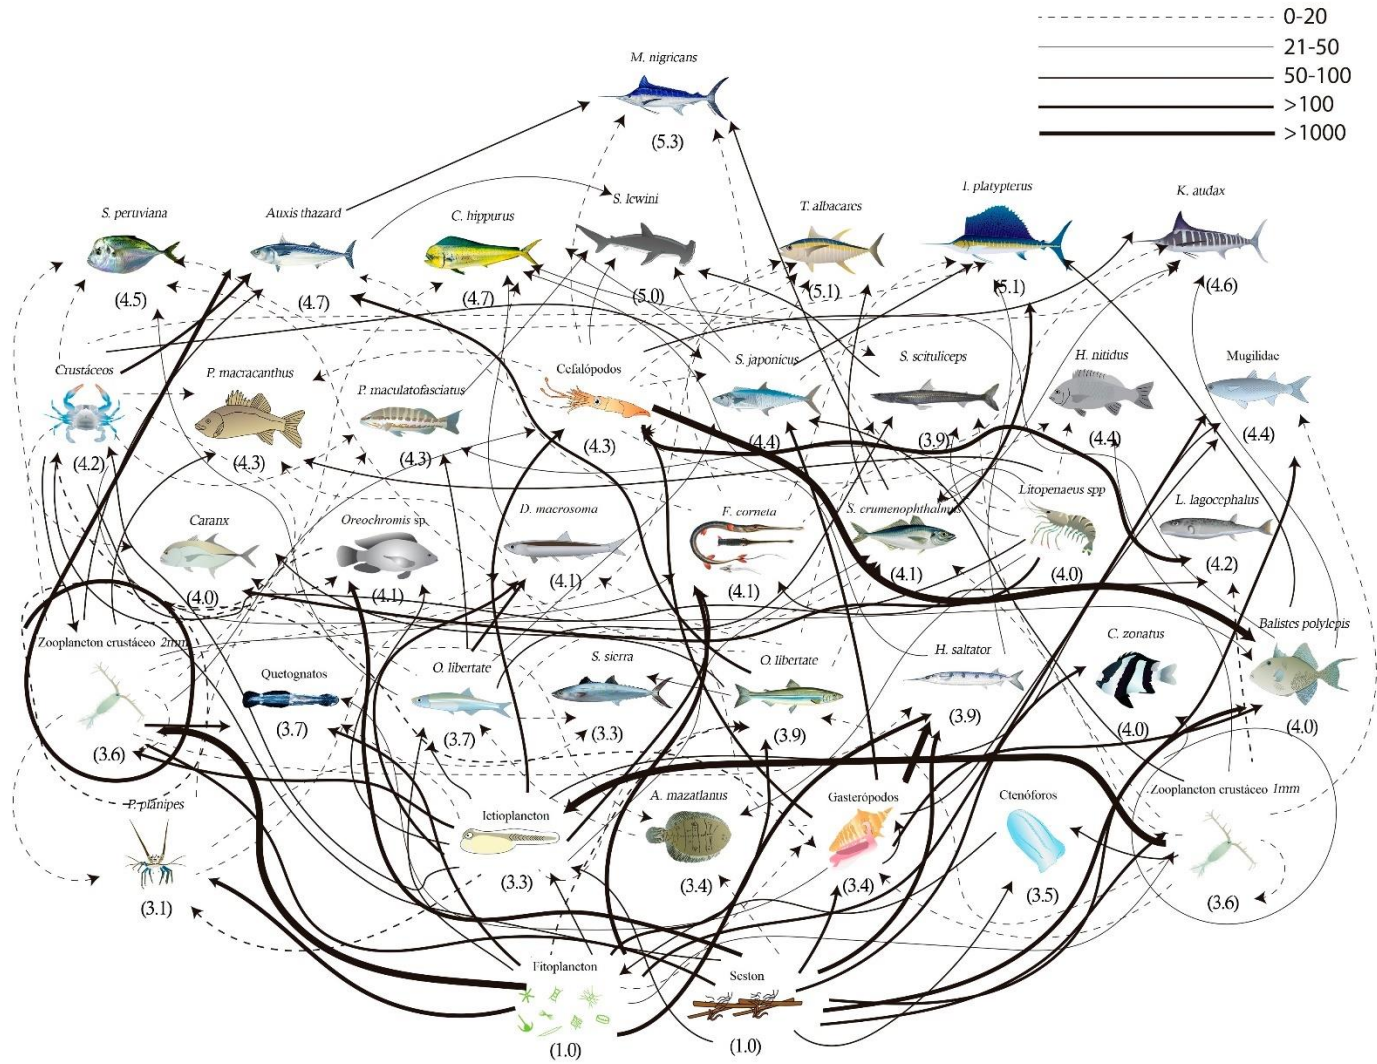 0-20
21-50
50-100
>100
>1000
M. nigricans
(5.3)
S. peruviana
Auxis thazard
C. hippurus
S. lewini
T. albacares
I. platypterus
K. audax
(4.5)
(4.7)
(4.7)
(5.0)
(5.1)
(5.1)
(4.6)
Crustáceos
P. macracanthus
P. maculatofasciatus
Cefalópodos
S. japonicus
S. scituliceps
H. nitidus
Mugilidae
(4.2)
(4.3)
(4.3)
(4.3)
(4.4)
(3.9)
(4.4)
(4.4)
Caranx
Oreochromis sp
D. macrosoma
F. corneta
S. crumenophthalmus
Litopenaeus spp
L. lagocephalus
(4.0)
(4.1)
(4.1)
(4.1)
(4.1)
(4.0)
(4.2)
Zooplancton crustáceo 2mm
Quetognatos
O. libertate
S. sierra
O. libertate
H. saltator
C. zonatus
Balistes polylepis
(3.6)
(3.7)
(3.7)
(3.3)
(3.9)
(3.9)
(4.0)
(4.0)
P. planipes
Ictioplancton
A. mazatlanus
Gasterópodos
Ctenóforos
Zooplancton crustáceo 1mm
(3.1)
(3.3)
(3.4)
(3.4)
(3.5)
(3.6)
Fitoplancton
Seston
(1.0)
(1.0)